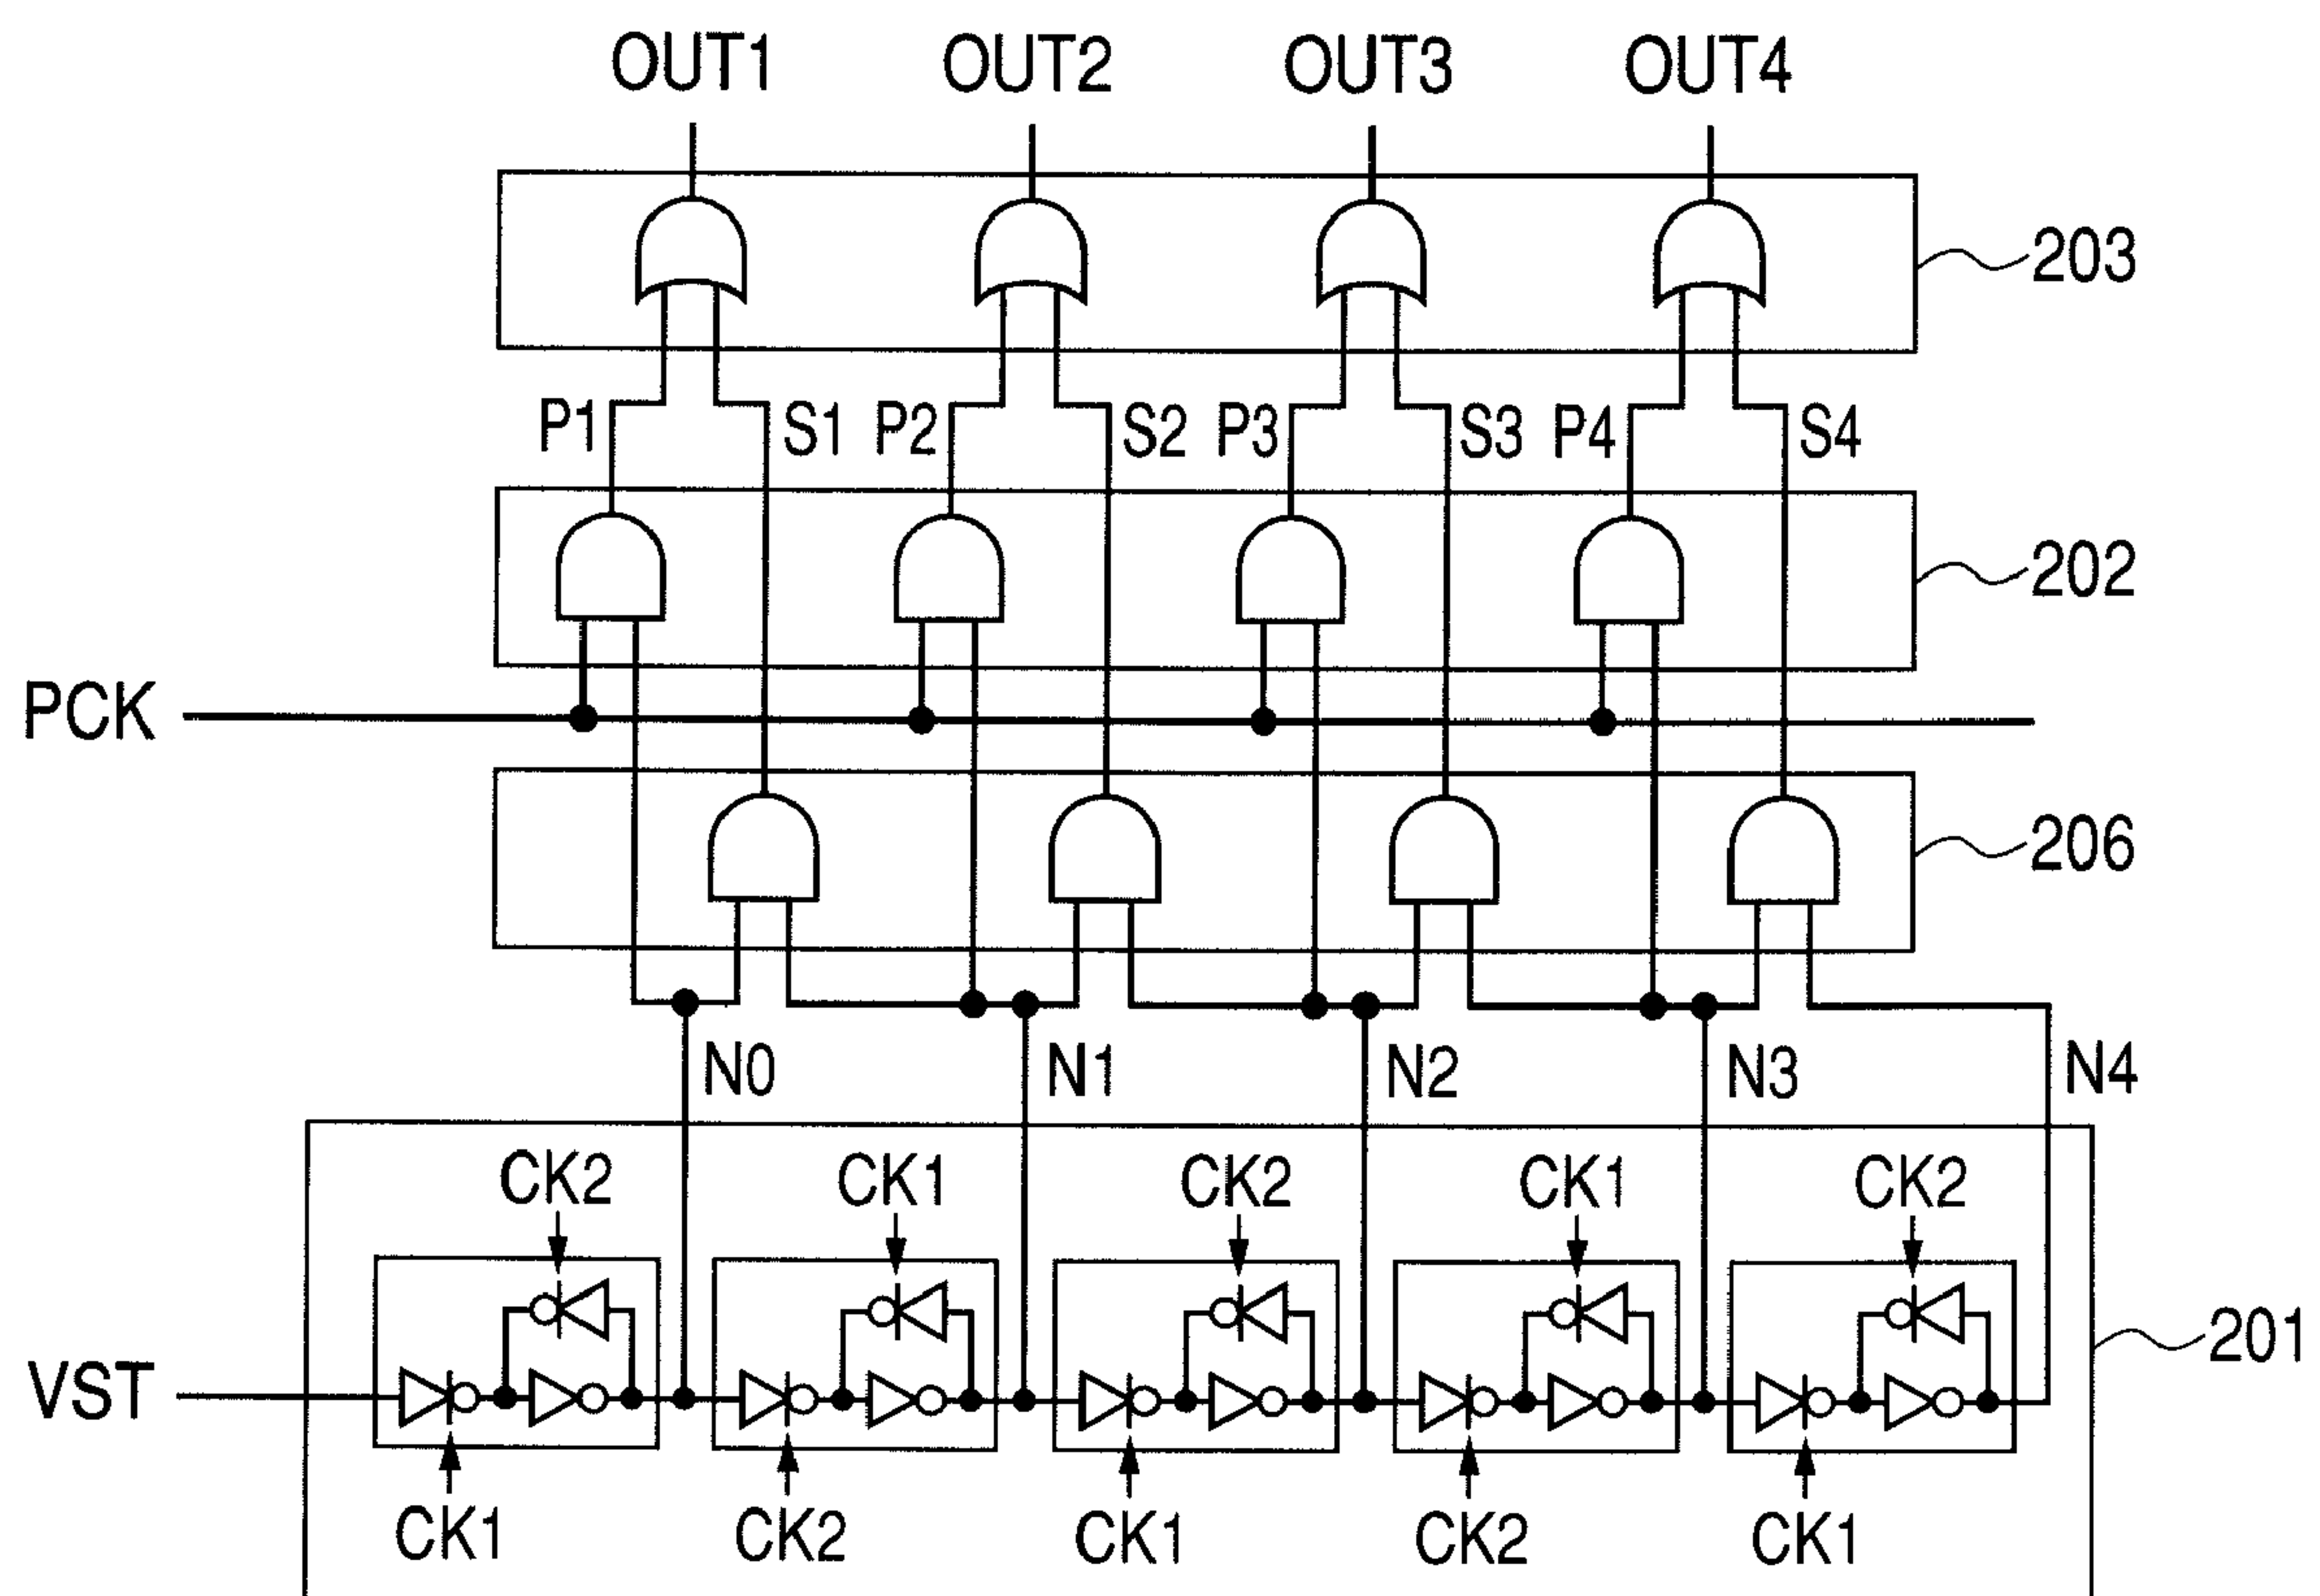 OUT1 OUT2 OUT3 OUT4
203
P1 S1 P2 S2 P3 S3 P4 S4
202
PCK
206
N0 N1 N2 N3 N4
CK2 CK1 CK2 CK1 CK2
201
VST
CK1 CK2 CK1 CK2 CK1